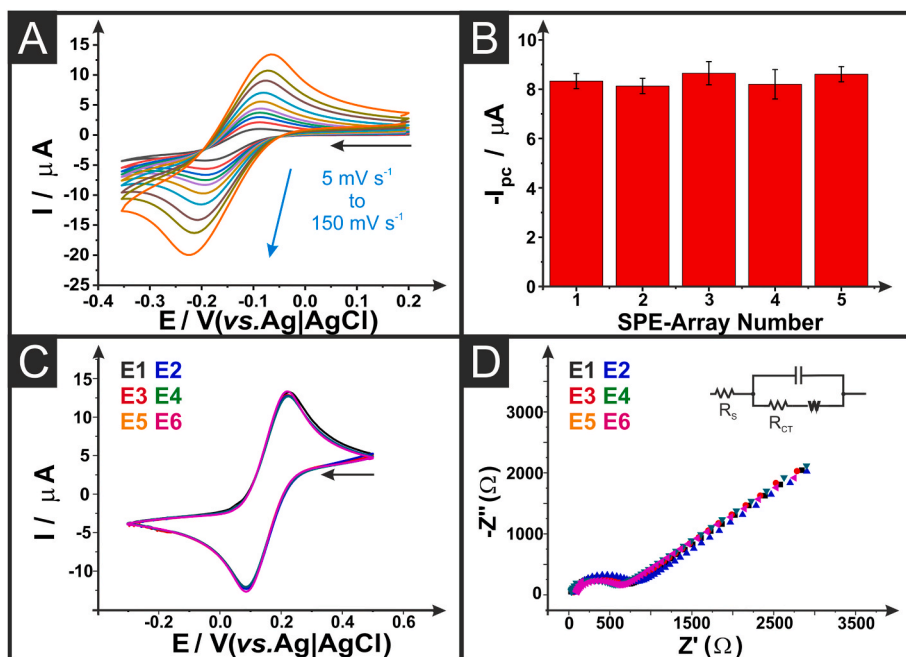 A
I / μA
15
10
5
0
-5
-10
-15
-20
-25
-0.4 -0.3 -0.2 -0.1 0.0 0.1 0.2
E / V(vs.Ag|AgCl)
5 mV s⁻¹
to
150 mV s⁻¹
B
-Ipc / μA
10
8
6
4
2
0
1 2 3 4 5
SPE-Array Number
C
E1 E2
E3 E4
E5 E6
I / μA
15
10
5
0
-5
-10
0.0 0.2 0.4 0.6
E / V(vs.Ag|AgCl)
D
E1 E2
E3 E4
E5 E6
RS
RCT
-Z"(Ω)
3000
2000
1000
0
0 500 1500 2500 3500
Z' (Ω)